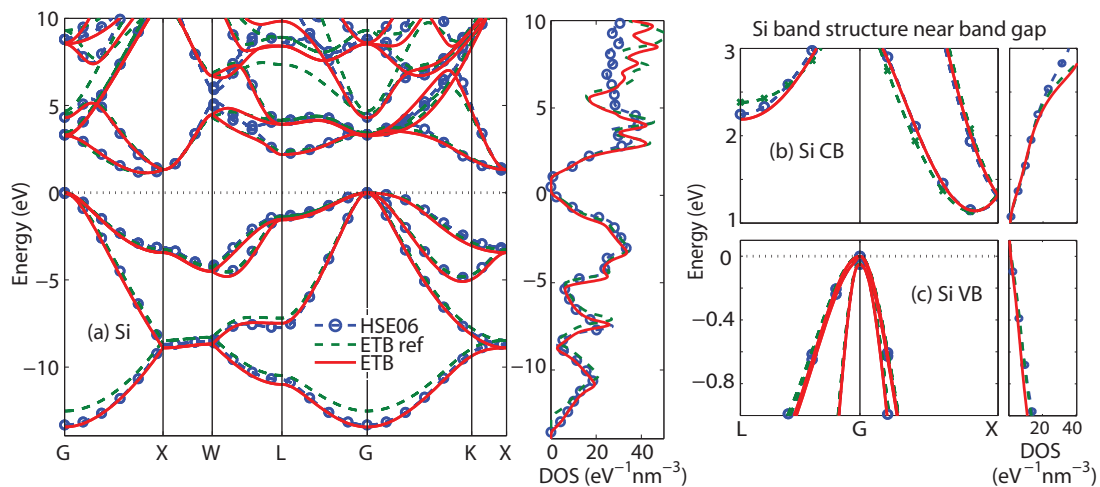 10
5
0
−5
−10
Energy (eV)
(a) Si
HSE06
ETB ref
ETB
G
X
W
L
G
K
X
10
5
0
−5
−10
0
20
40
DOS (eV⁻¹nm⁻³)
Si band structure near band gap
3
2
1
(b) Si CB
Energy (eV)
0
−0.4
−0.8
(c) Si VB
L
G
X
0
20
40
DOS
(eV⁻¹nm⁻³)